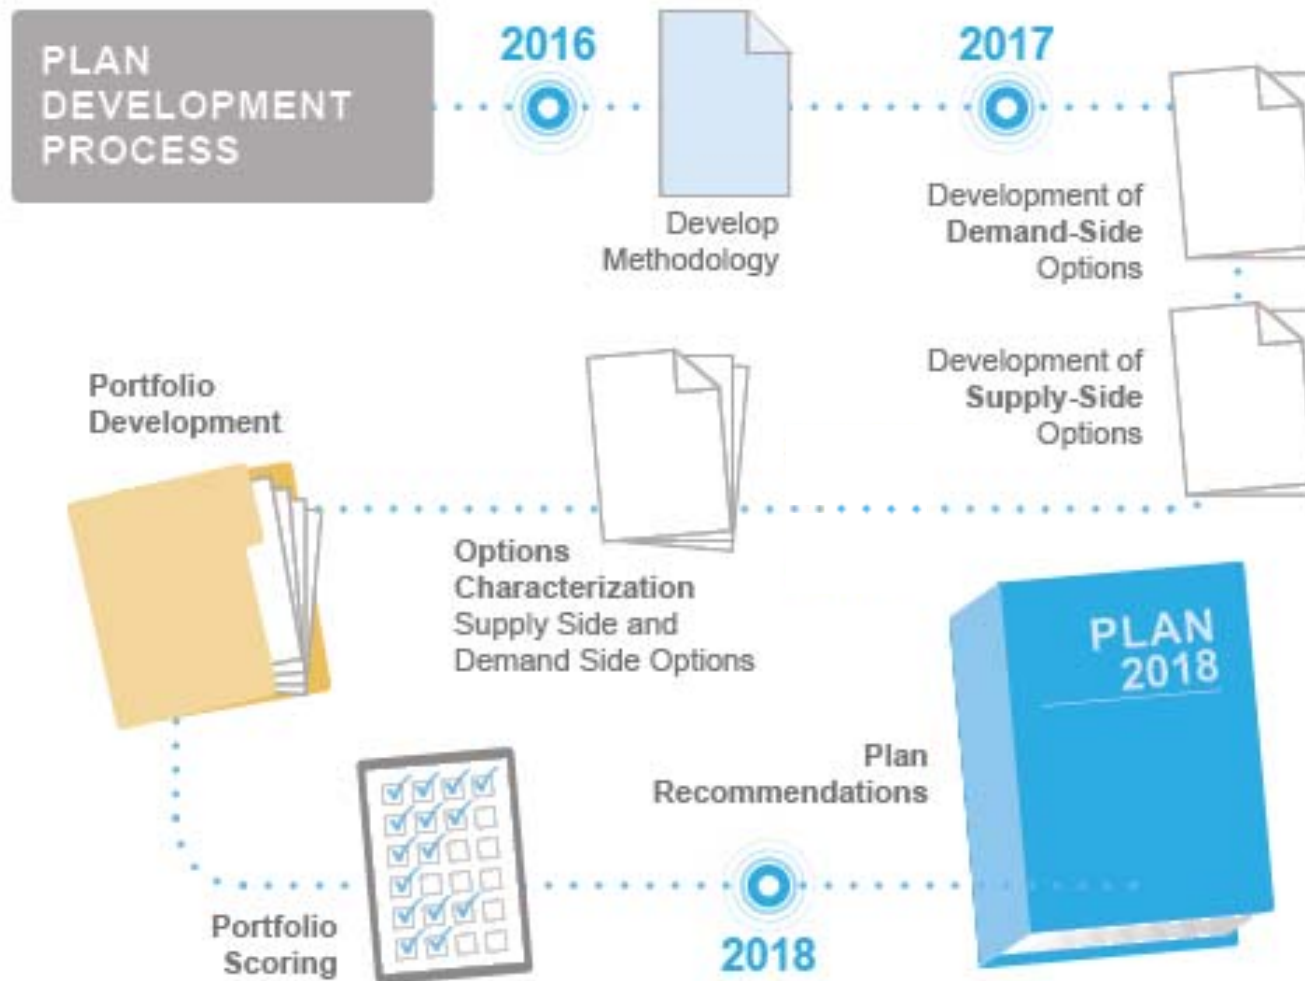 PLAN
DEVELOPMENT
PROCESS
2016
Develop
Methodology
2017
Development of
Demand-Side
Options
Development of
Supply-Side
Options
Options
Characterization
Supply Side and
Demand Side Options
Portfolio
Development
Portfolio
Scoring
2018
Plan
Recommendations
PLAN
2018